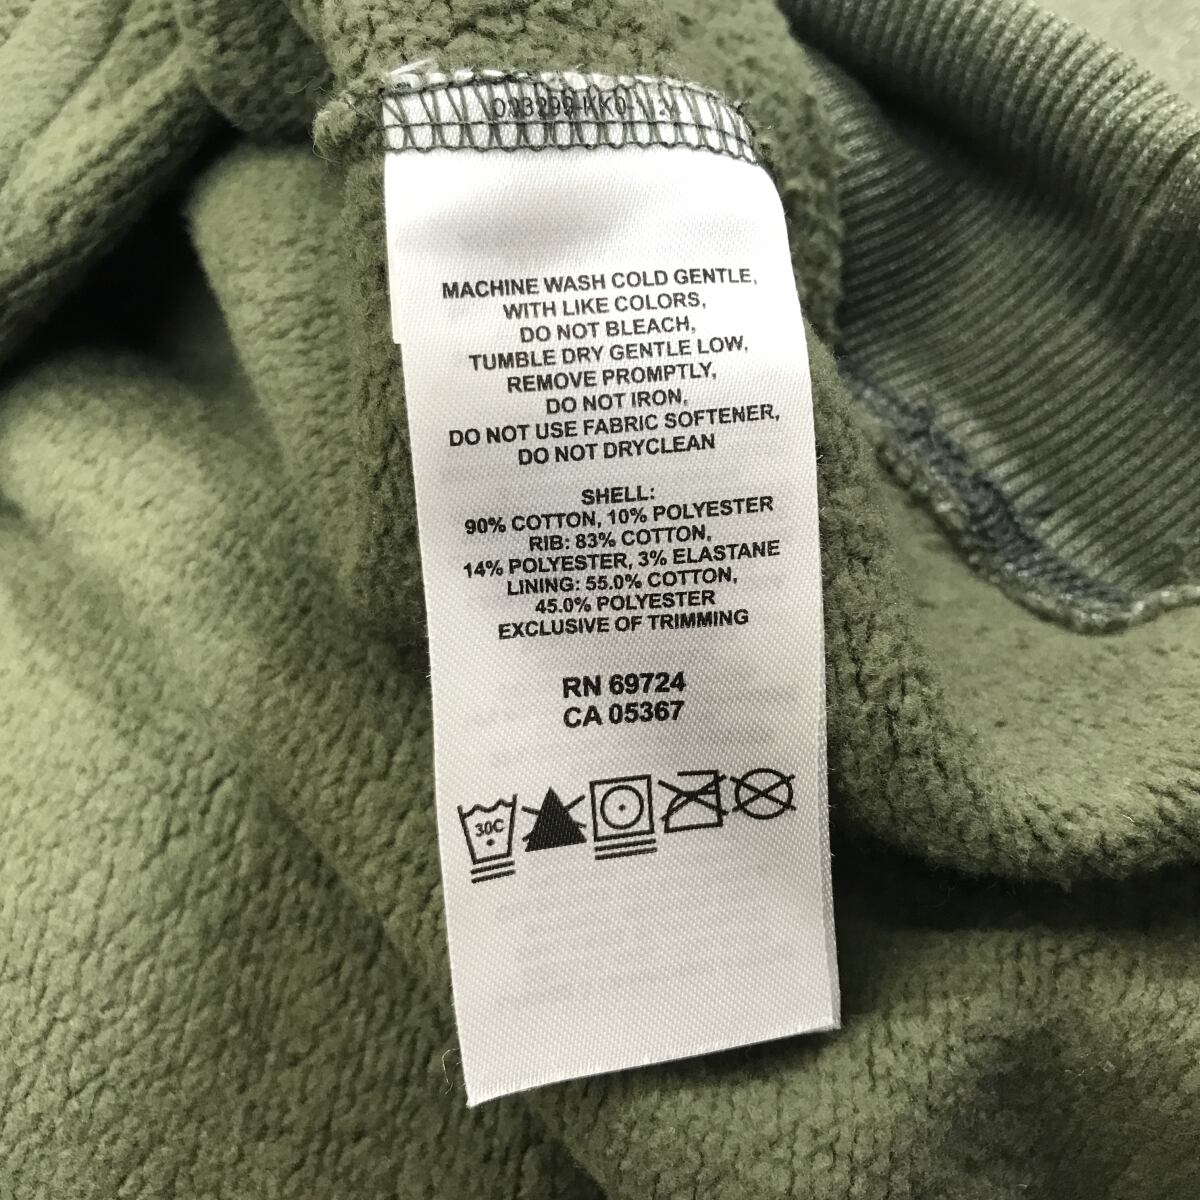 MACHINE WASH COLD GENTLE,
WITH LIKE COLORS,
DO NOT BLEACH,
TUMBLE DRY GENTLE LOW,
REMOVE PROMPTLY,
DO NOT IRON,
DO NOT USE FABRIC SOFTENER,
DO NOT DRYCLEAN
SHELL:
90% COTTON, 10% POLYESTER
RIB: 83% COTTON,
14% POLYESTER, 3% ELASTANE
LINING: 55.0% COTTON,
45.0% POLYESTER
EXCLUSIVE OF TRIMMING
RN 69724
CA 05367
30C